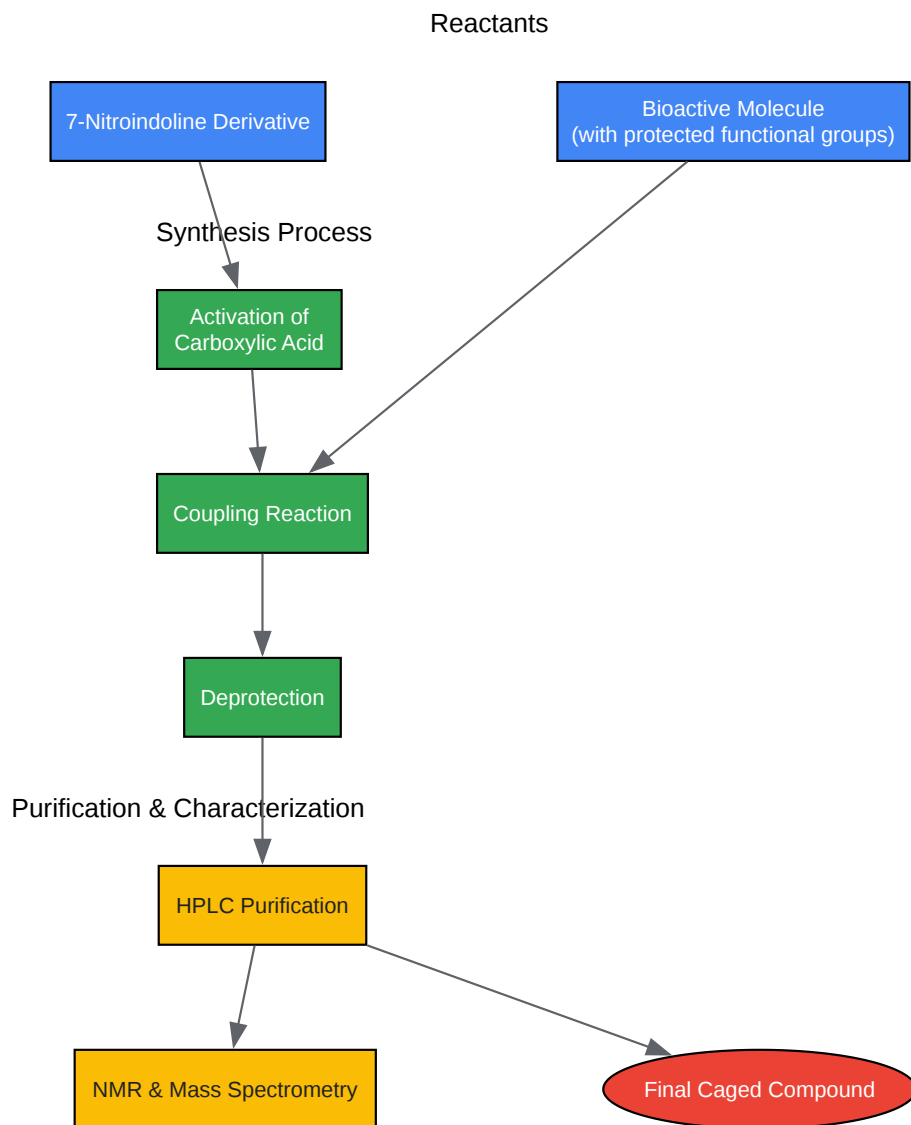 Reactants
7-Nitroindoline Derivative
Bioactive Molecule
(with protected functional groups)
Synthesis Process
Activation of
Carboxylic Acid
Coupling Reaction
Deprotection
Purification & Characterization
HPLC Purification
NMR & Mass Spectrometry
Final Caged Compound